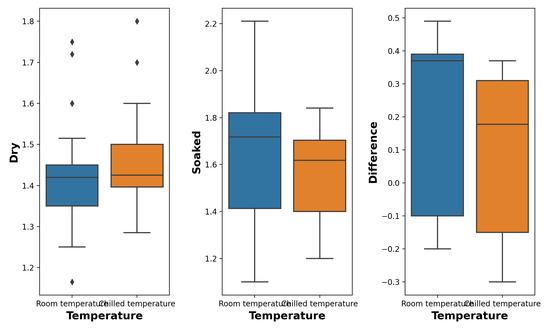 Dry
1.8
1.7
1.6
1.5
1.4
1.3
1.2
Room temperature Chilled temperature
Temperature
Soaked
2.2
2.0
1.8
1.6
1.4
1.2
Room temperature Chilled temperature
Temperature
Difference
0.5
0.4
0.3
0.2
0.1
0.0
−0.1
−0.2
−0.3
Room temperature Chilled temperature
Temperature